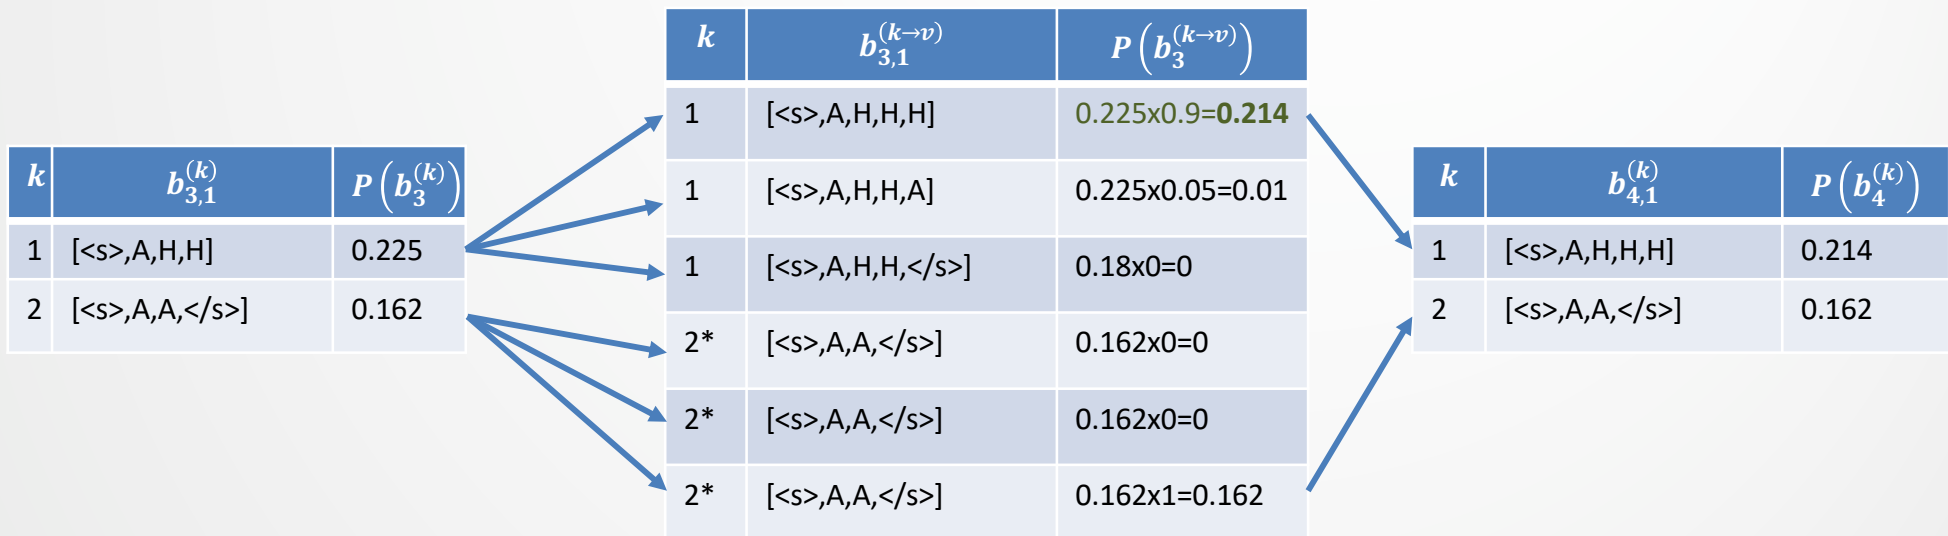 k b_{3,1}^{(k)} P(b_3^{(k)})
1 [<s>,A,H,H] 0.225
2 [<s>,A,A,</s>] 0.162
k b_{3,1}^{(k→v)} P(b_3^{(k→v)})
1 [<s>,A,H,H,H] 0.225x0.9=0.214
1 [<s>,A,H,H,A] 0.225x0.05=0.01
1 [<s>,A,H,H,</s>] 0.18x0=0
2* [<s>,A,A,</s>] 0.162x0=0
2* [<s>,A,A,</s>] 0.162x0=0
2* [<s>,A,A,</s>] 0.162x1=0.162
k b_{4,1}^{(k)} P(b_4^{(k)})
1 [<s>,A,H,H,H] 0.214
2 [<s>,A,A,</s>] 0.162